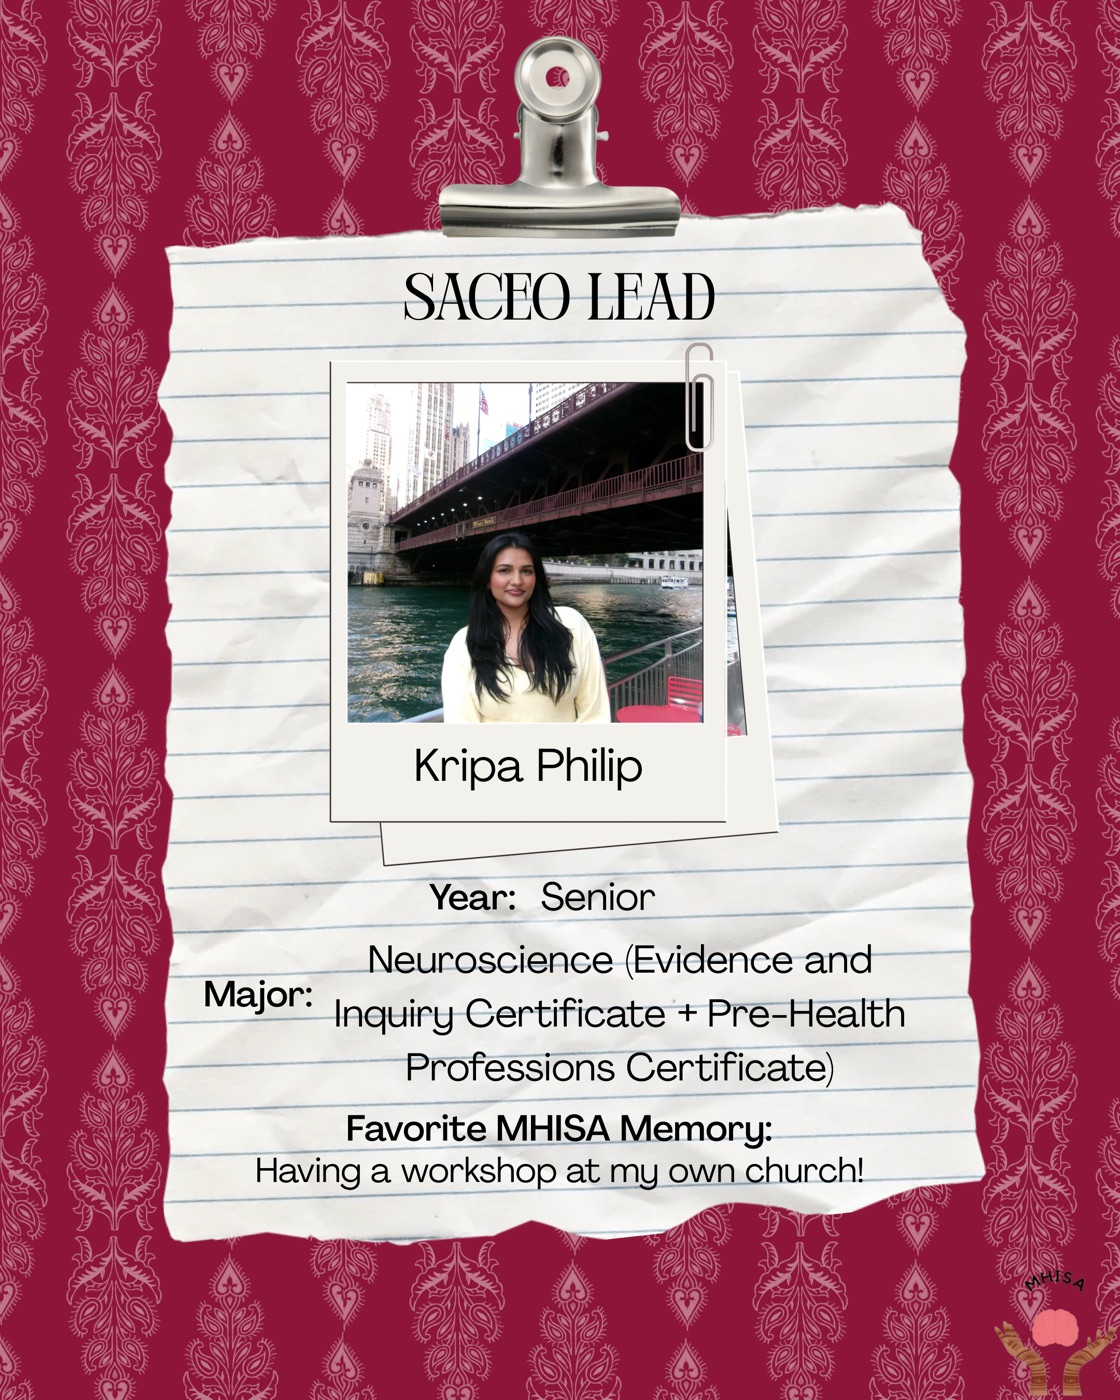 SACEO LEAD
Kripa Philip
Year: Senior
Major: Neuroscience (Evidence and
Inquiry Certificate + Pre-Health
Professions Certificate)
Favorite MHISA Memory:
Having a workshop at my own church!
MHISA